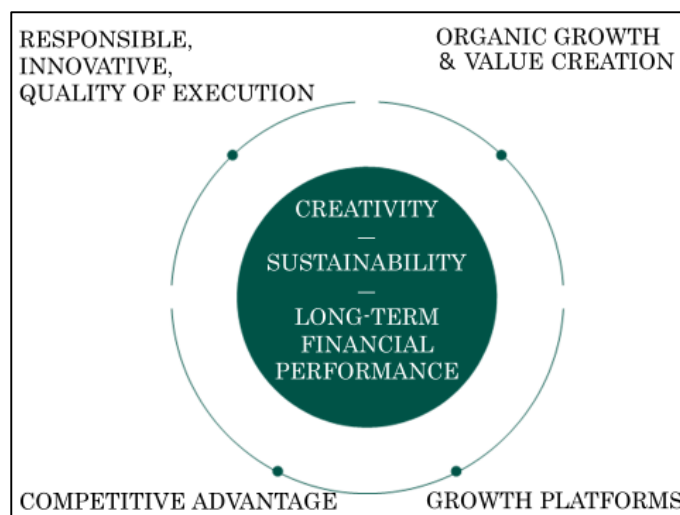 RESPONSIBLE,
INNOVATIVE,
QUALITY OF EXECUTION
ORGANIC GROWTH
& VALUE CREATION
CREATIVITY
—
SUSTAINABILITY
—
LONG-TERM
FINANCIAL
PERFORMANCE
COMPETITIVE ADVANTAGE
GROWTH PLATFORMS